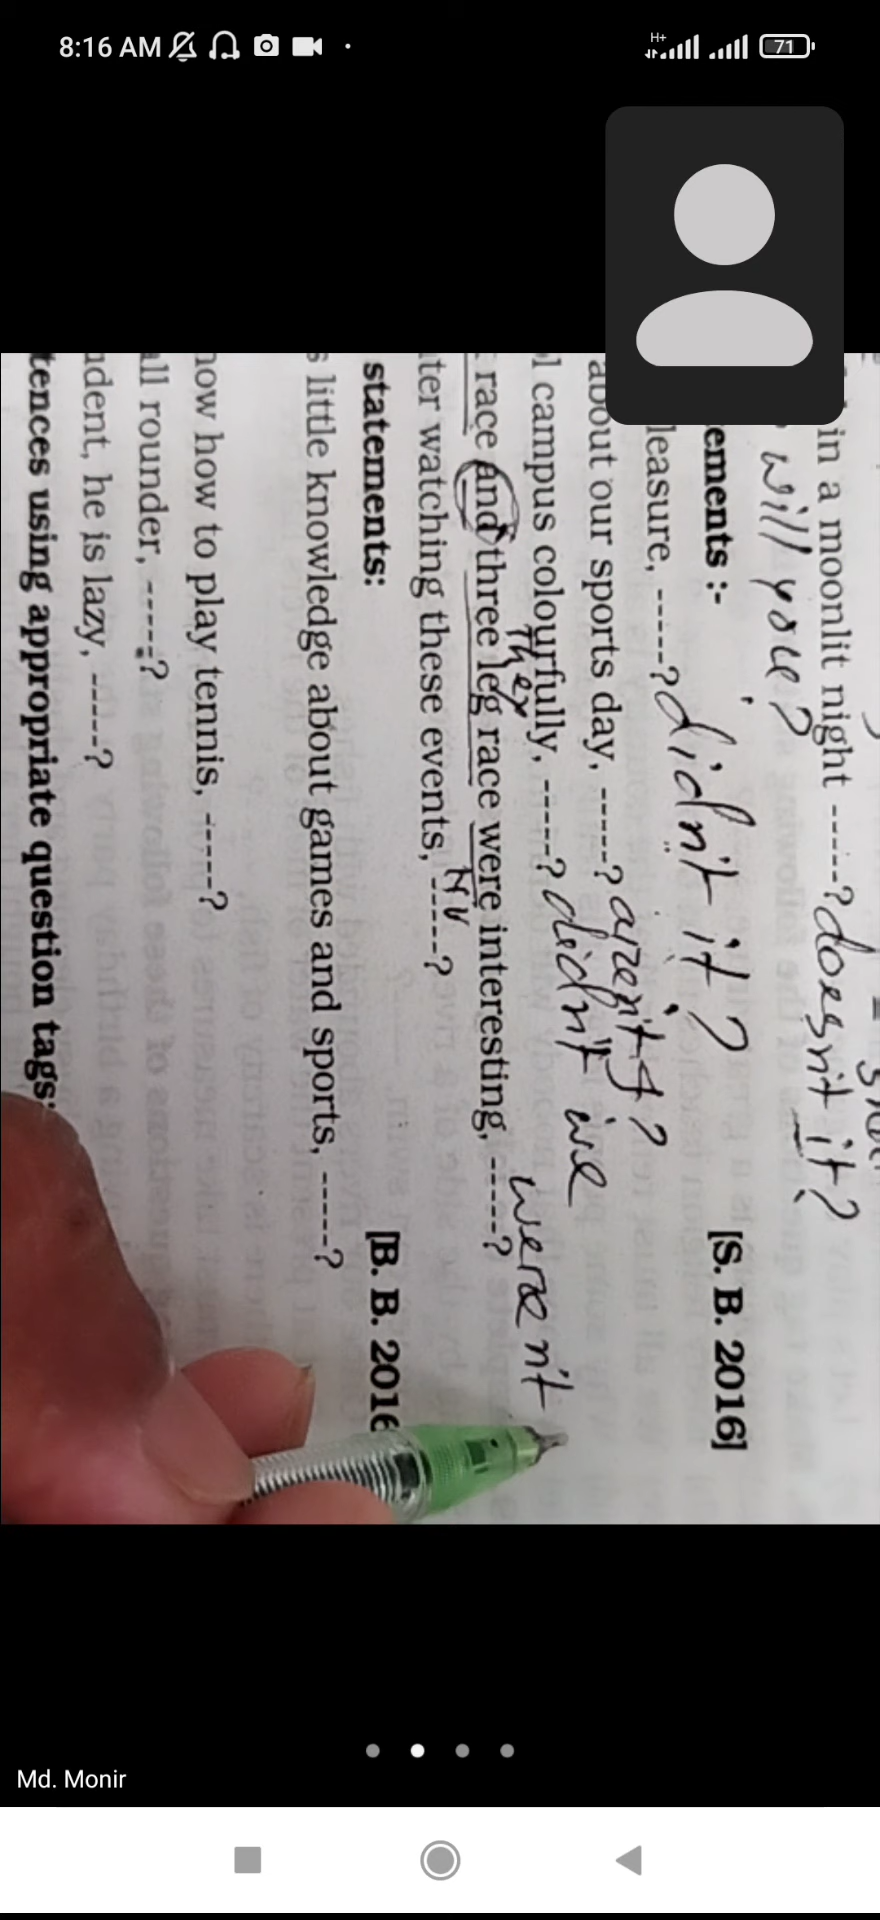 8:16 AM
H+
71
in a moonlit night ------? doesn't it?
will you?
ements :- [S. B. 2016]
leasure, -----? didn't it?
about our sports day, -----? aren't I?
l campus colourfully, -----? didn't we
they weren't
race and three leg race were interesting, -----?
N.V
ter watching these events, -----?
statements: [B. B. 2016
s little knowledge about games and sports, -----?
now how to play tennis, -----?
all rounder, -----?
udent, he is lazy, -----?
tences using appropriate question tags:
Md. Monir